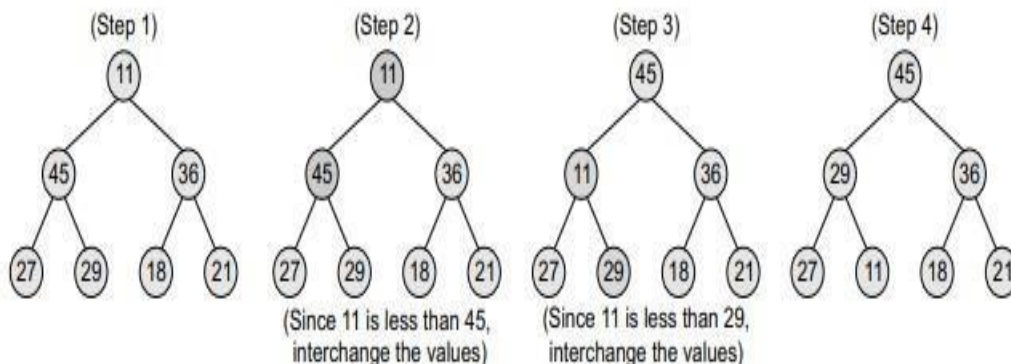 (Step 1) (Step 2) (Step 3) (Step 4)
11 11 45 45
45 36 45 36 11 36 29 36
27 29 18 21 27 29 18 21 27 29 18 21 27 11 18 21
(Since 11 is less than 45, (Since 11 is less than 29,
interchange the values) interchange the values)